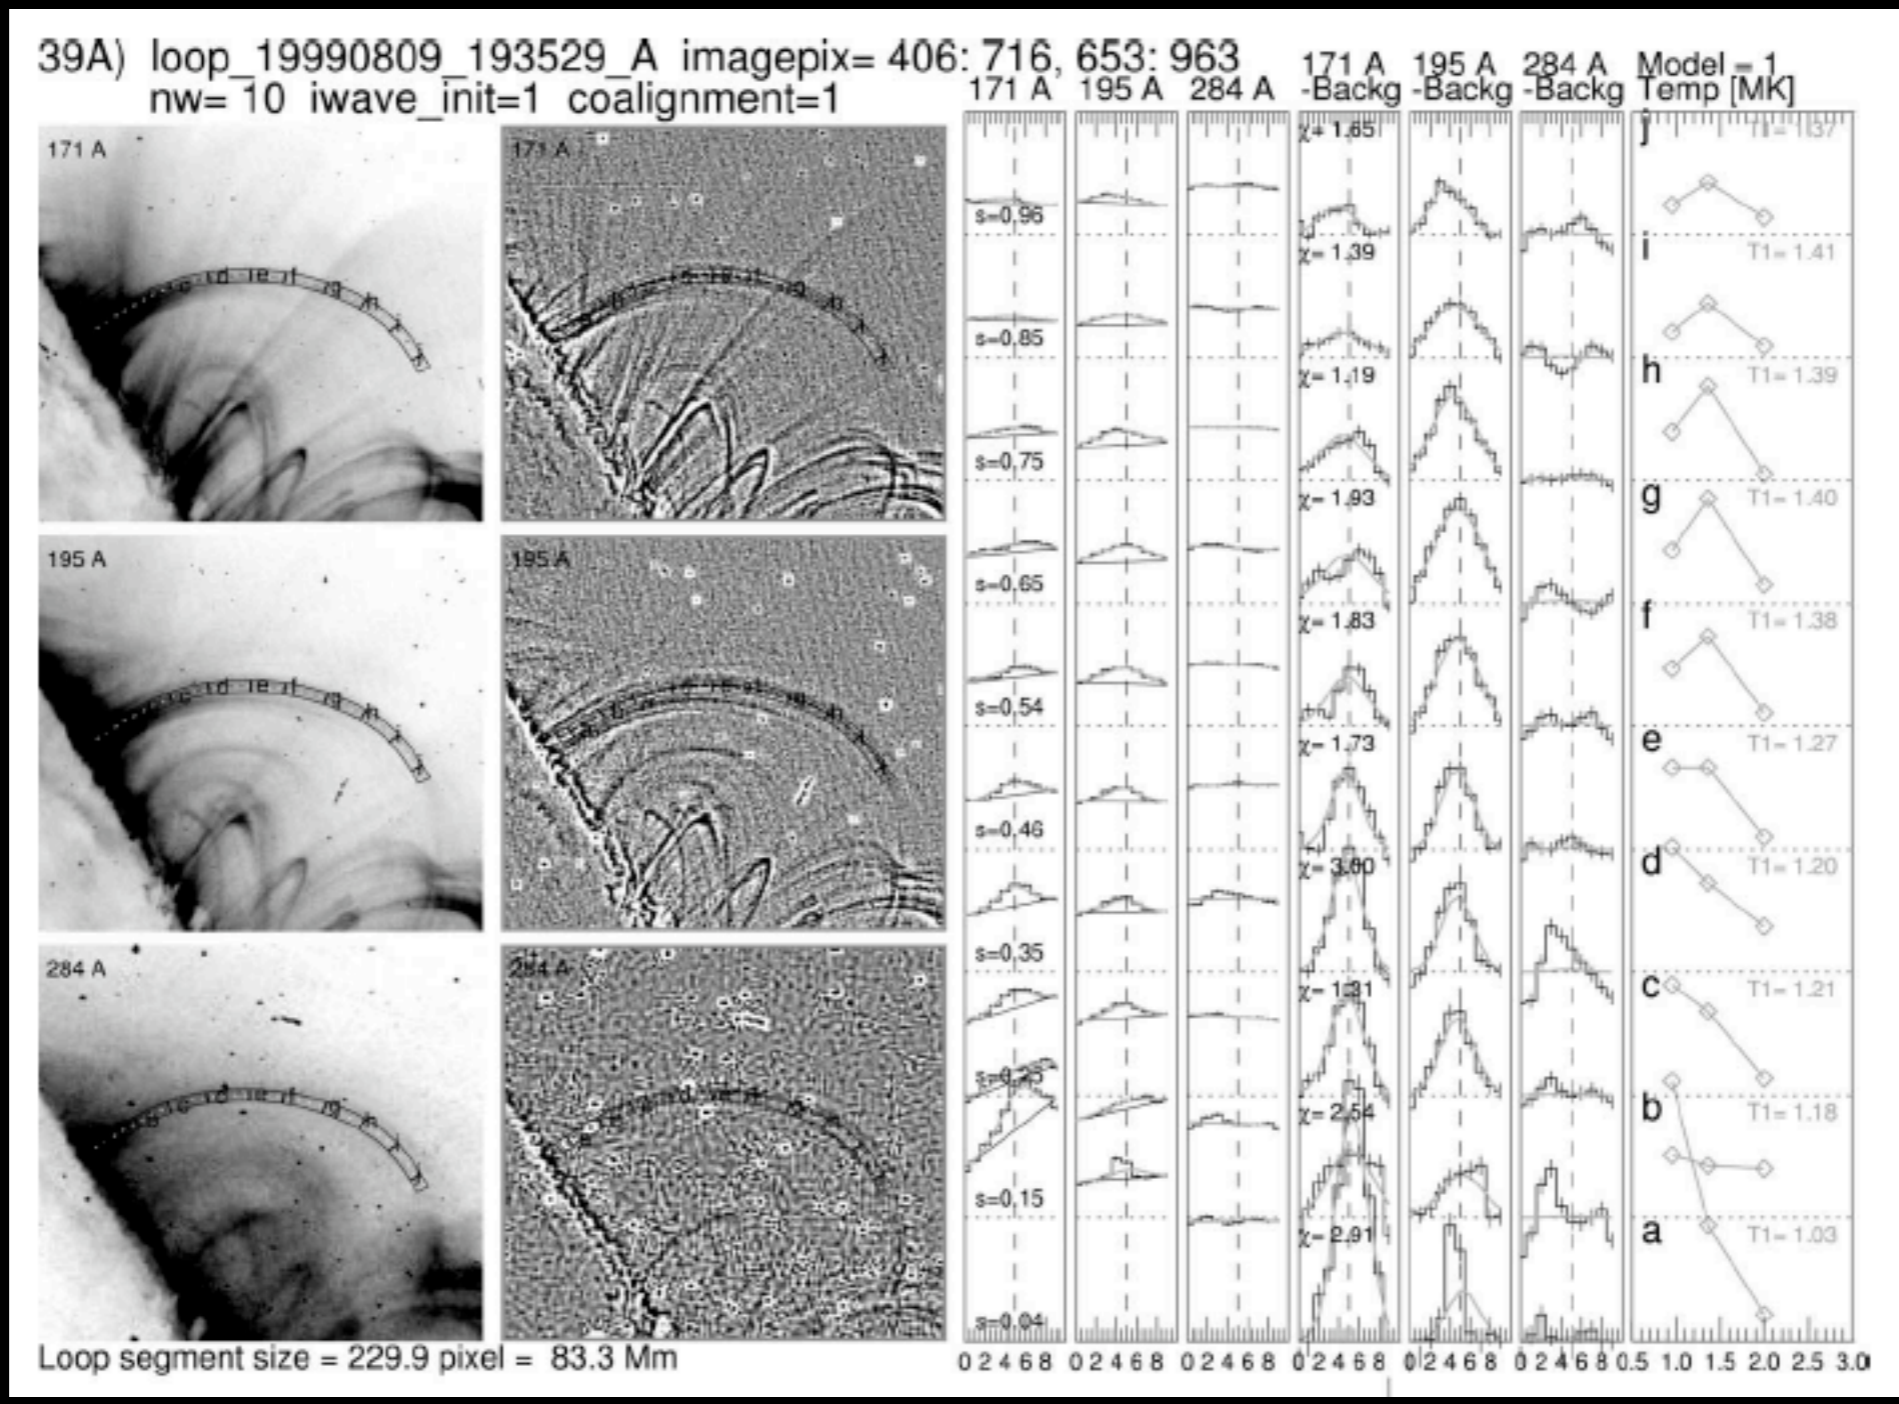 39A) loop_19990809_193529_A imagepix= 406: 716, 653: 963
nw= 10 iwave_init=1 coalignment=1
171 A 195 A 284 A
171 A 195 A 284 A Model = 1
-Backg -Backg -Backg Temp [MK]
171 A
171 A
195 A
195 A
284 A
284 A
χ= 1.65 j T1= 1.37
s=0.96
χ= 1.39 i T1= 1.41
s=0.85
χ= 1.19 h T1= 1.39
s=0.75
χ= 1.93 g T1= 1.40
s=0.65
χ= 1.83 f T1= 1.38
s=0.54
χ= 1.73 e T1= 1.27
s=0.46
χ= 3.60 d T1= 1.20
s=0.35
χ= 1.31 c T1= 1.21
s=0.25
χ= 2.54 b T1= 1.18
s=0.15
χ= 2.91 a T1= 1.03
s=0.04
0 2 4 6 8 0 2 4 6 8 0 2 4 6 8 0 2 4 6 8 0 2 4 6 8 0 2 4 6 8 0.5 1.0 1.5 2.0 2.5 3.0
Loop segment size = 229.9 pixel = 83.3 Mm